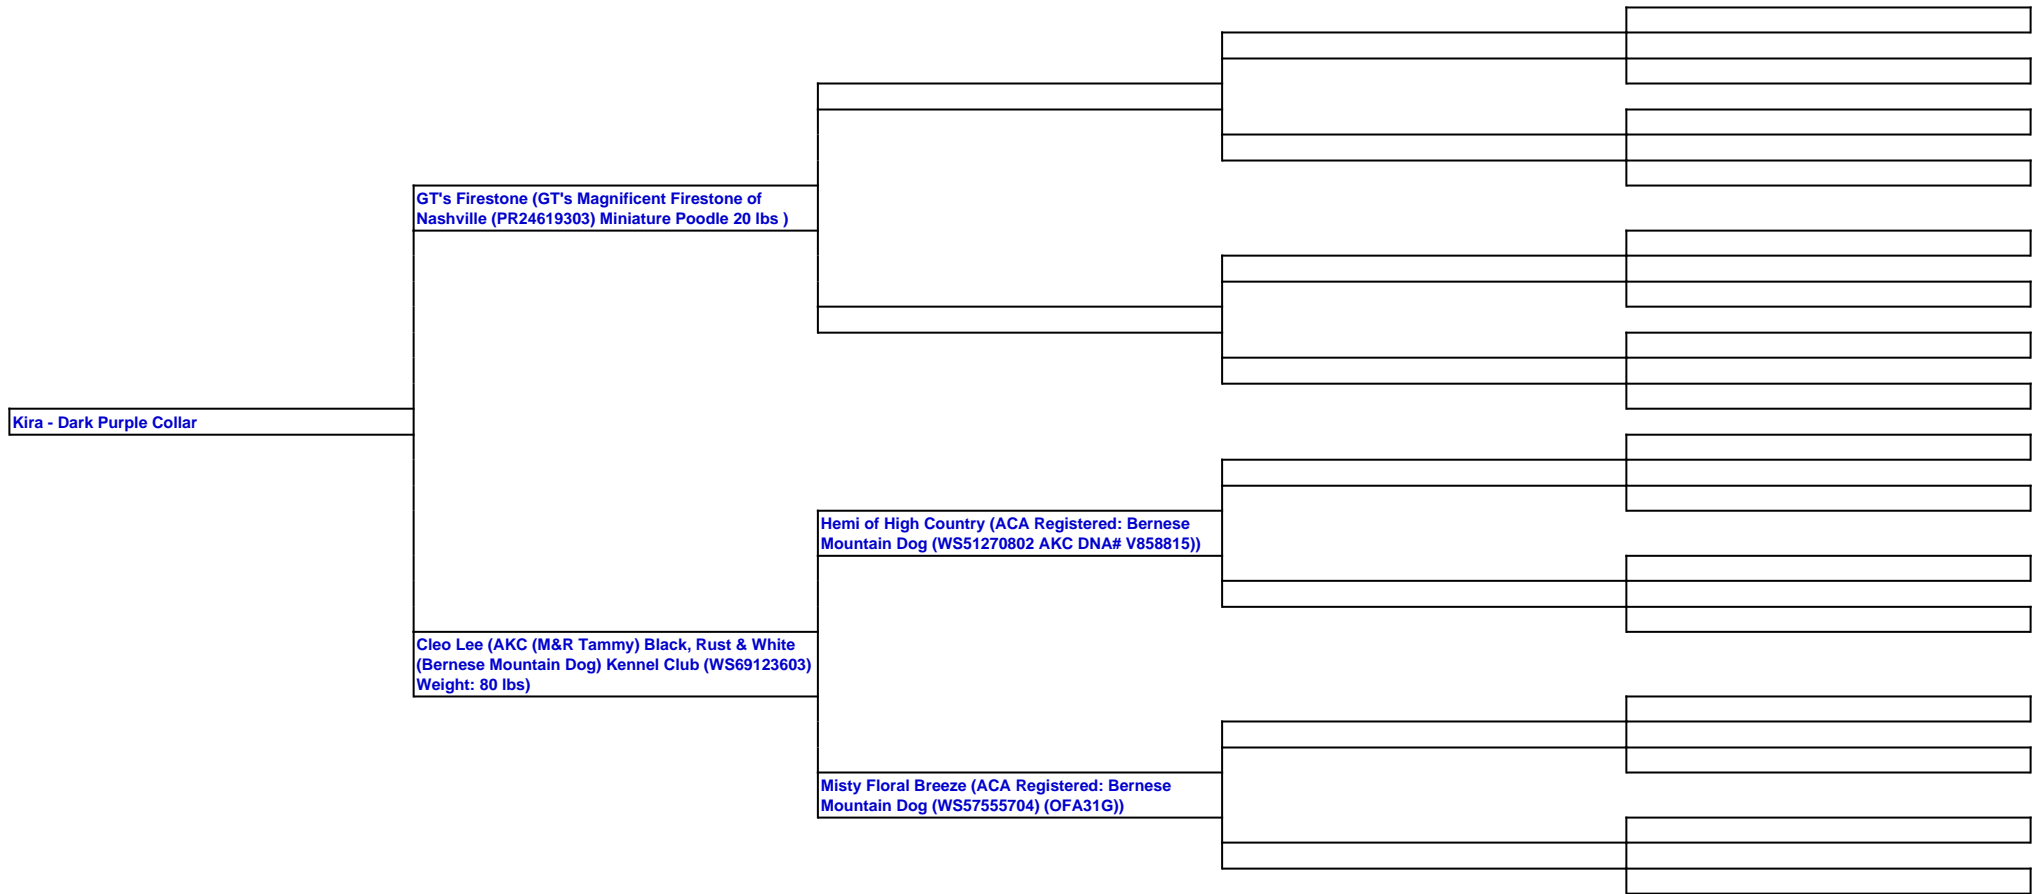 GT's Firestone (GT's Magnificent Firestone of
Nashville (PR24619303) Miniature Poodle 20 lbs )
Kira - Dark Purple Collar
Hemi of High Country (ACA Registered: Bernese
Mountain Dog (WS51270802 AKC DNA# V858815))
Cleo Lee (AKC (M&R Tammy) Black, Rust & White
(Bernese Mountain Dog) Kennel Club (WS69123603)
Weight: 80 lbs)
Misty Floral Breeze (ACA Registered: Bernese
Mountain Dog (WS57555704) (OFA31G))